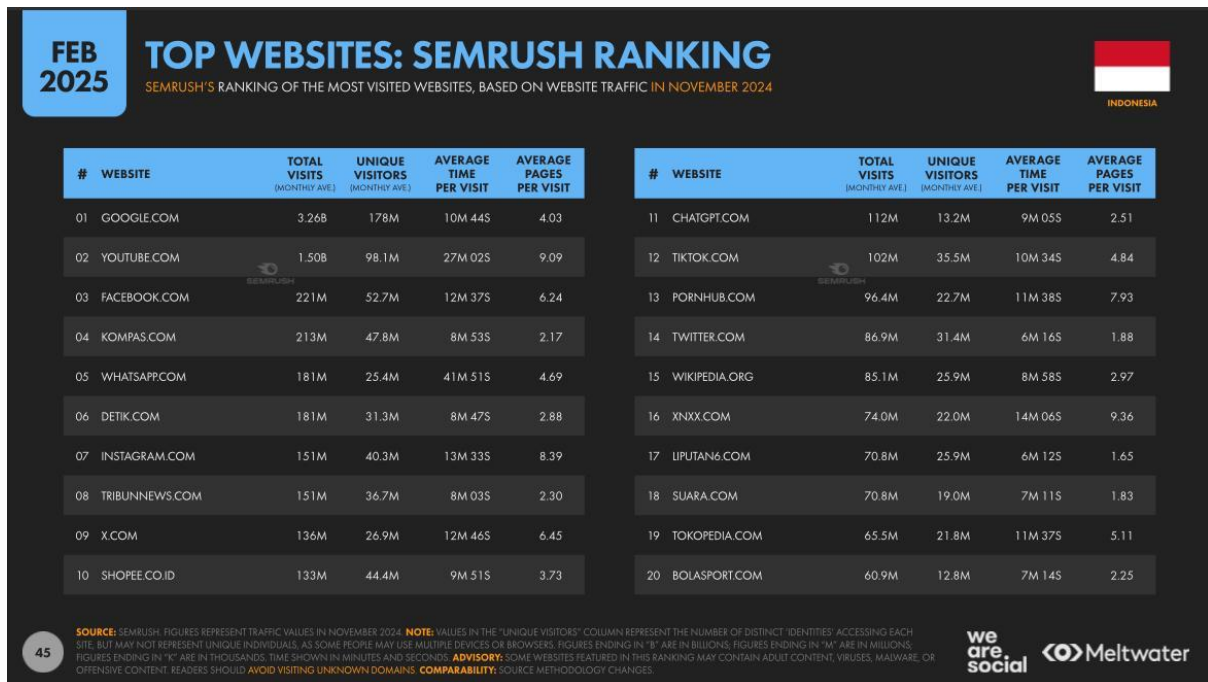 FEB
2025
TOP WEBSITES: SEMRUSH RANKING
SEMRUSH'S RANKING OF THE MOST VISITED WEBSITES, BASED ON WEBSITE TRAFFIC IN NOVEMBER 2024
INDONESIA
# WEBSITE TOTAL VISITS (MONTHLY AVE.) UNIQUE VISITORS (MONTHLY AVE.) AVERAGE TIME PER VISIT AVERAGE PAGES PER VISIT
01 GOOGLE.COM 3.26B 178M 10M 44S 4.03
02 YOUTUBE.COM 1.50B 98.1M 27M 02S 9.09
SEMRUSH
03 FACEBOOK.COM 221M 52.7M 12M 37S 6.24
04 KOMPAS.COM 213M 47.8M 8M 53S 2.17
05 WHATSAPP.COM 181M 25.4M 41M 51S 4.69
06 DETIK.COM 181M 31.3M 8M 47S 2.88
07 INSTAGRAM.COM 151M 40.3M 13M 33S 8.39
08 TRIBUNNEWS.COM 151M 36.7M 8M 03S 2.30
09 X.COM 136M 26.9M 12M 46S 6.45
10 SHOPEE.CO.ID 133M 44.4M 9M 51S 3.73
# WEBSITE TOTAL VISITS (MONTHLY AVE.) UNIQUE VISITORS (MONTHLY AVE.) AVERAGE TIME PER VISIT AVERAGE PAGES PER VISIT
11 CHATGPT.COM 112M 13.2M 9M 05S 2.51
12 TIKTOK.COM 102M 35.5M 10M 34S 4.84
SEMRUSH
13 PORNHUB.COM 96.4M 22.7M 11M 38S 7.93
14 TWITTER.COM 86.9M 31.4M 6M 16S 1.88
15 WIKIPEDIA.ORG 85.1M 25.9M 8M 58S 2.97
16 XNXX.COM 74.0M 22.0M 14M 06S 9.36
17 LIPUTAN6.COM 70.8M 25.9M 6M 12S 1.65
18 SUARA.COM 70.8M 19.0M 7M 11S 1.83
19 TOKOPEDIA.COM 65.5M 21.8M 11M 37S 5.11
20 BOLASPORT.COM 60.9M 12.8M 7M 14S 2.25
45
SOURCE: SEMRUSH. FIGURES REPRESENT TRAFFIC VALUES IN NOVEMBER 2024. NOTE: VALUES IN THE "UNIQUE VISITORS" COLUMN REPRESENT THE NUMBER OF DISTINCT 'IDENTITIES' ACCESSING EACH
SITE, BUT MAY NOT REPRESENT UNIQUE INDIVIDUALS, AS SOME PEOPLE MAY USE MULTIPLE DEVICES OR BROWSERS. FIGURES ENDING IN "B" ARE IN BILLIONS; FIGURES ENDING IN "M" ARE IN MILLIONS;
FIGURES ENDING IN "K" ARE IN THOUSANDS. TIME SHOWN IN MINUTES AND SECONDS. ADVISORY: SOME WEBSITES FEATURED IN THIS RANKING MAY CONTAIN ADULT CONTENT, VIRUSES, MALWARE, OR
OFFENSIVE CONTENT. READERS SHOULD AVOID VISITING UNKNOWN DOMAINS. COMPARABILITY: SOURCE METHODOLOGY CHANGES.
we
are.
social
Meltwater